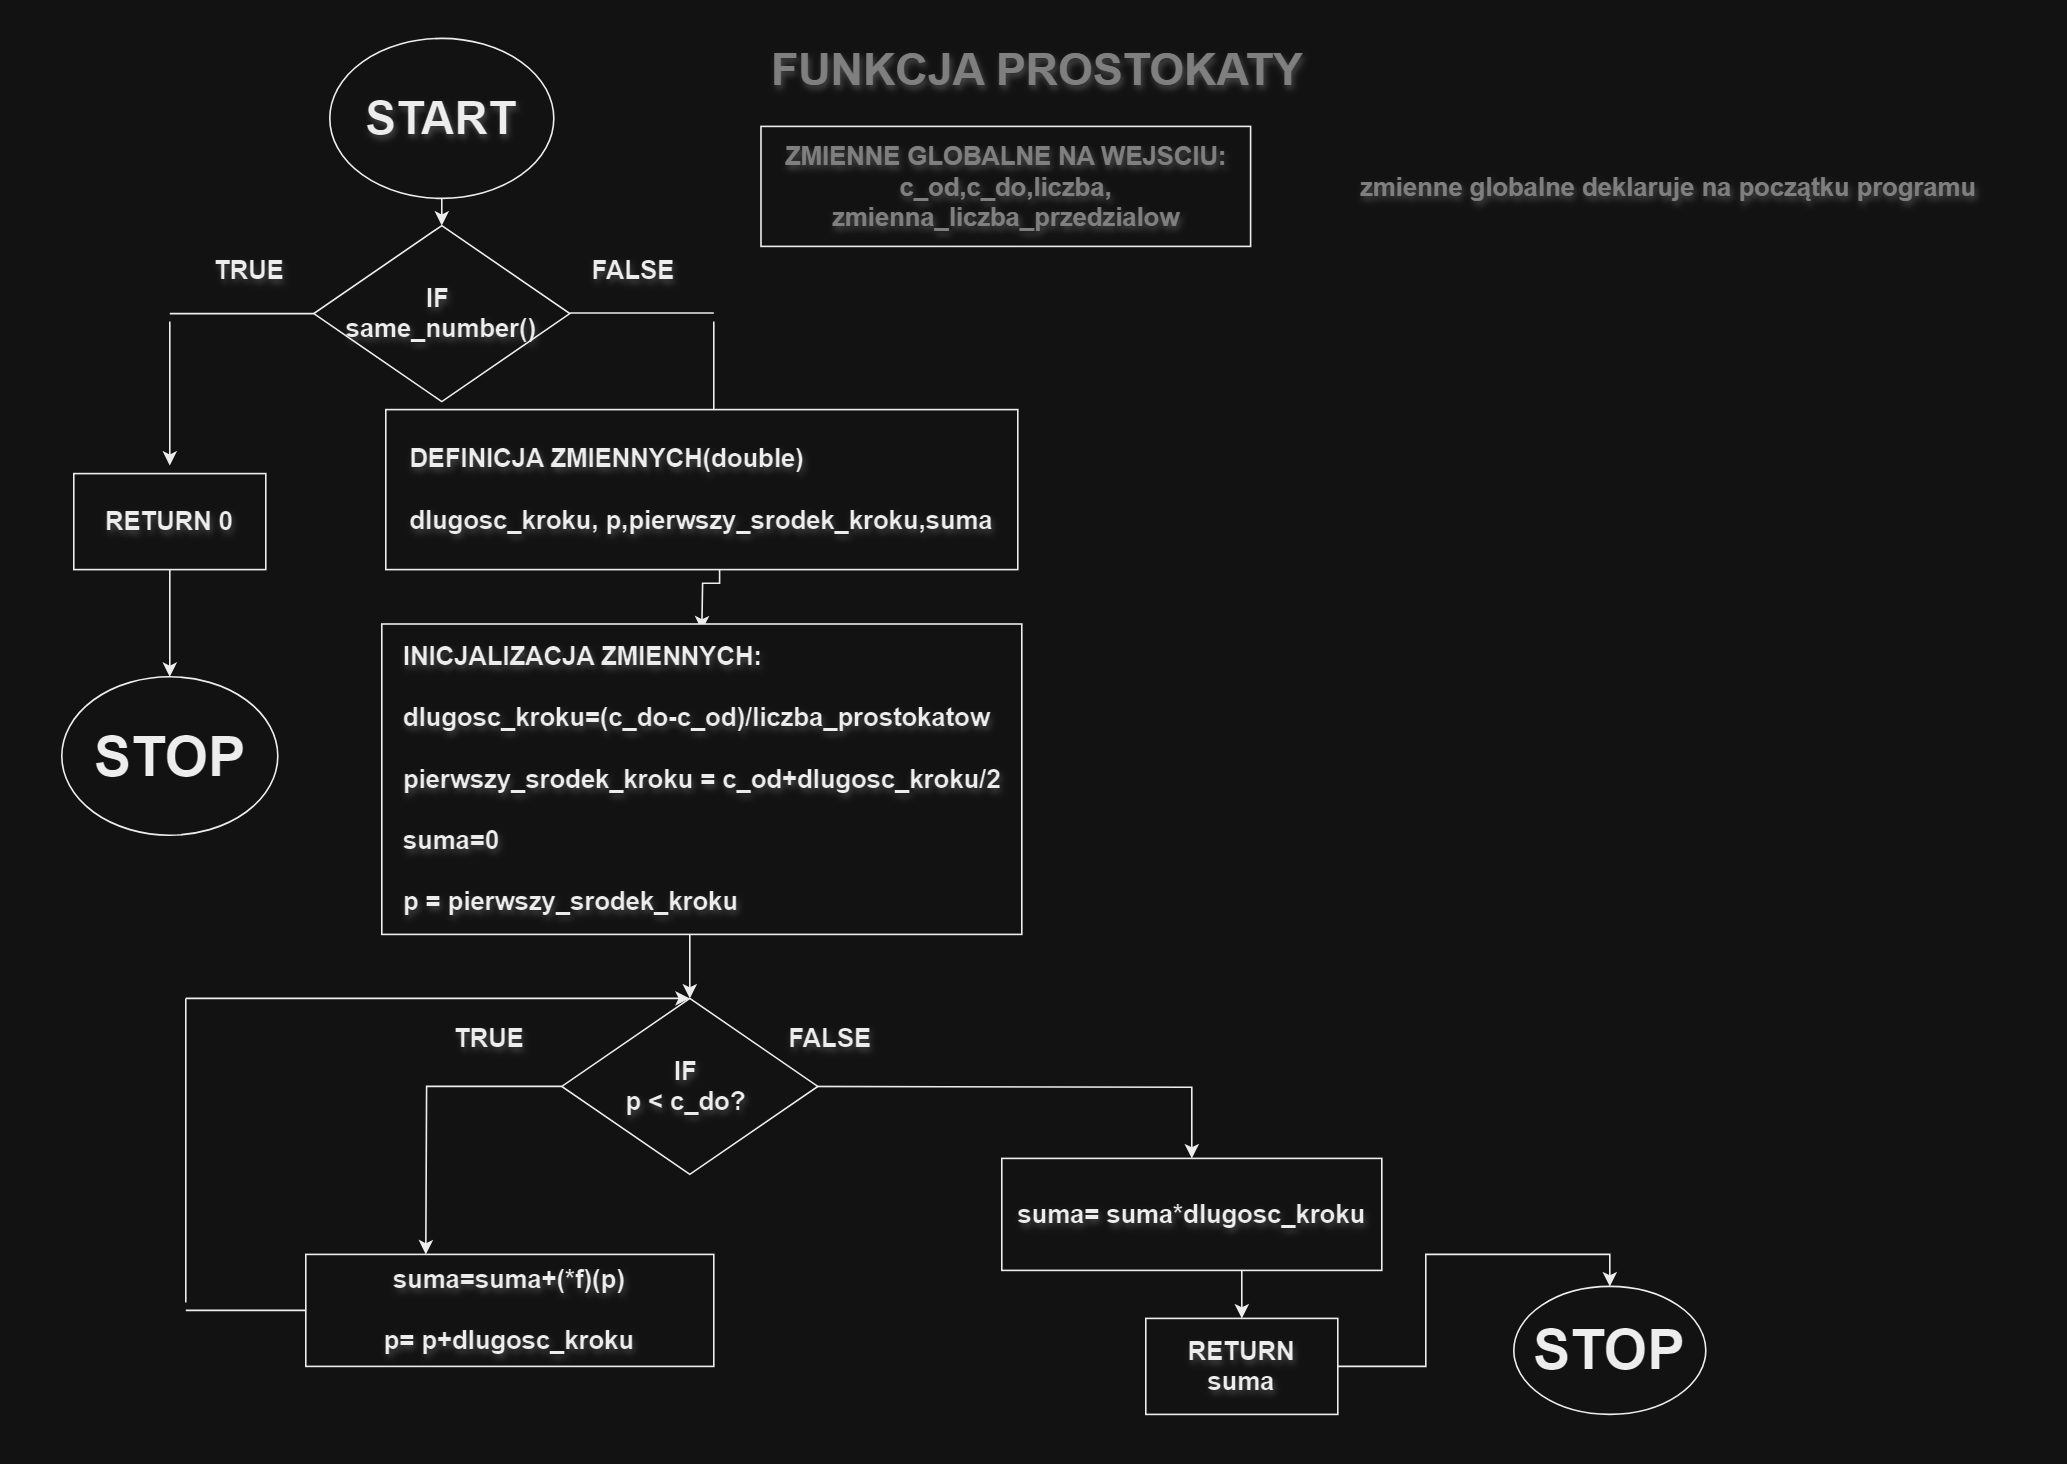 FUNKCJA PROSTOKATY
START
ZMIENNE GLOBALNE NA WEJSCIU:
c_od,c_do,liczba,
zmienna_liczba_przedzialow
zmienne globalne deklaruje na początku programu
TRUE
FALSE
IF
same_number()
DEFINICJA ZMIENNYCH(double)
dlugosc_kroku, p,pierwszy_srodek_kroku,suma
RETURN 0
INICJALIZACJA ZMIENNYCH:
dlugosc_kroku=(c_do-c_od)/liczba_prostokatow
pierwszy_srodek_kroku = c_od+dlugosc_kroku/2
suma=0
p = pierwszy_srodek_kroku
STOP
TRUE
FALSE
IF
p < c_do?
suma= suma*dlugosc_kroku
suma=suma+(*f)(p)
p= p+dlugosc_kroku
RETURN
suma
STOP